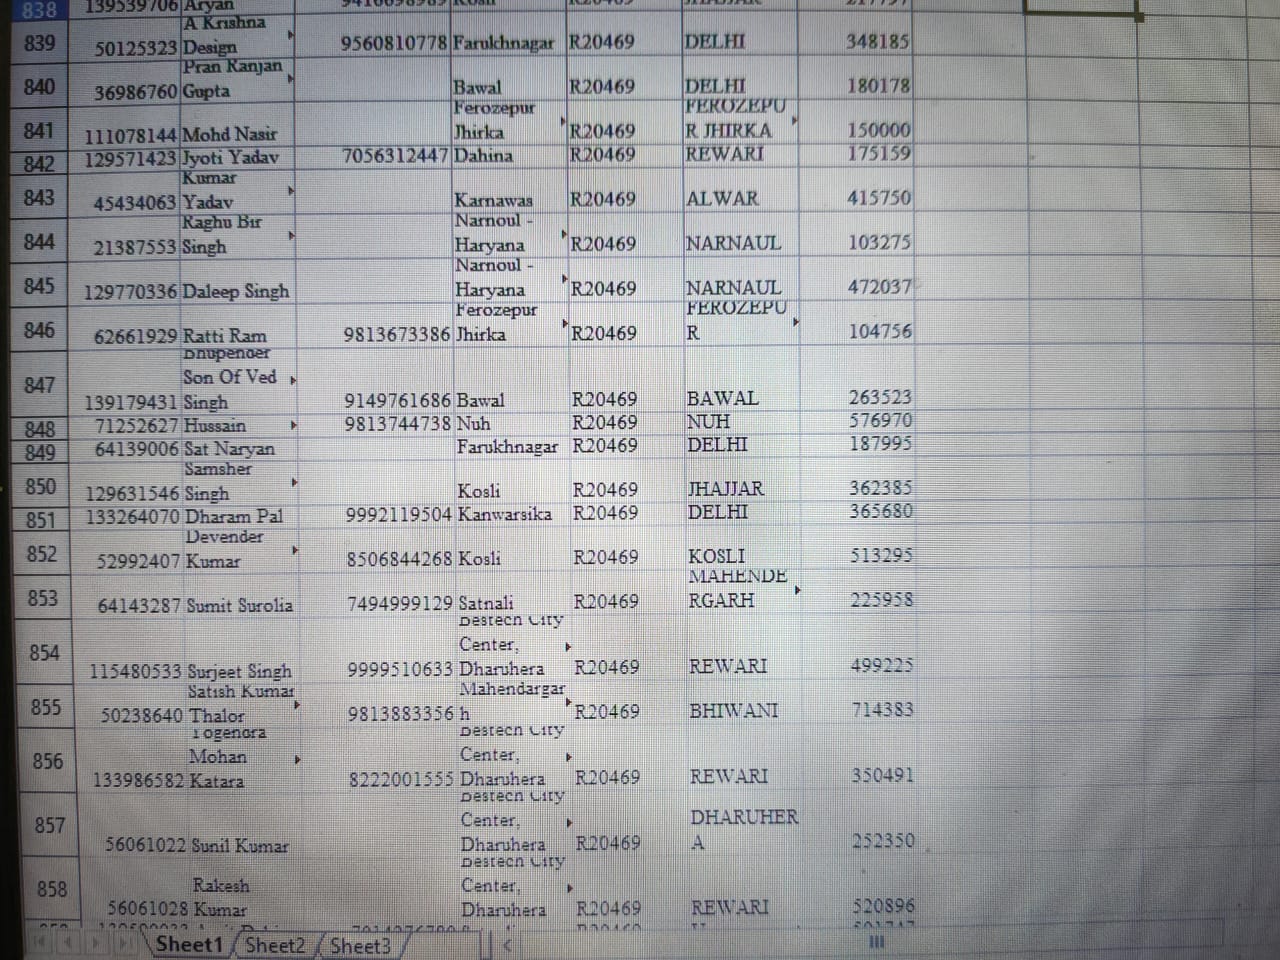 838 139539706 Aryan
839 50125323 A Krishna Design 9560810778 Farukhnagar R20469 DELHI 348185
840 36986760 Pran Ranjan Gupta Bawal R20469 DELHI 180178
841 111078144 Mohd Nasir Ferozepur Jhirka R20469 FEROZEPU R JHIRKA 150000
842 129571423 Jyoti Yadav 7056312447 Dahina R20469 REWARI 175159
843 45434063 Kumar Yadav Karnawas R20469 ALWAR 415750
844 21387553 Raghu Bir Singh Narnoul - Haryana R20469 NARNAUL 103275
845 129770336 Daleep Singh Narnoul - Haryana R20469 NARNAUL 472037
846 62661929 Ratti Ram 9813673386 Ferozepur Jhirka R20469 FEROZEPU R 104756
847 139179431 Bhupender Son Of Ved Singh 9149761686 Bawal R20469 BAWAL 263523
848 71252627 Hussain 9813744738 Nuh R20469 NUH 576970
849 64139006 Sat Naryan Farukhnagar R20469 DELHI 187995
850 129631546 Samsher Singh Kosli R20469 JHAJJAR 362385
851 133264070 Dharam Pal 9992119504 Kanwarsika R20469 DELHI 365680
852 52992407 Devender Kumar 8506844268 Kosli R20469 KOSLI 513295
853 64143287 Sumit Surolia 7494999129 Satnali R20469 MAHENDE RGARH 225958
854 115480533 Surjeet Singh 9999510633 Bestech City Center, Dharuhera R20469 REWARI 499225
855 50238640 Satish Kumar Thalor 9813883356 Mahendargar h R20469 BHIWANI 714383
856 133986582 Yogendra Mohan Katara 8222001555 Bestech City Center, Dharuhera R20469 REWARI 350491
857 56061022 Sunil Kumar Bestech City Center, Dharuhera R20469 DHARUHER A 252350
858 56061028 Rakesh Kumar Bestech City Center, Dharuhera R20469 REWARI 520896
Sheet1 Sheet2 Sheet3